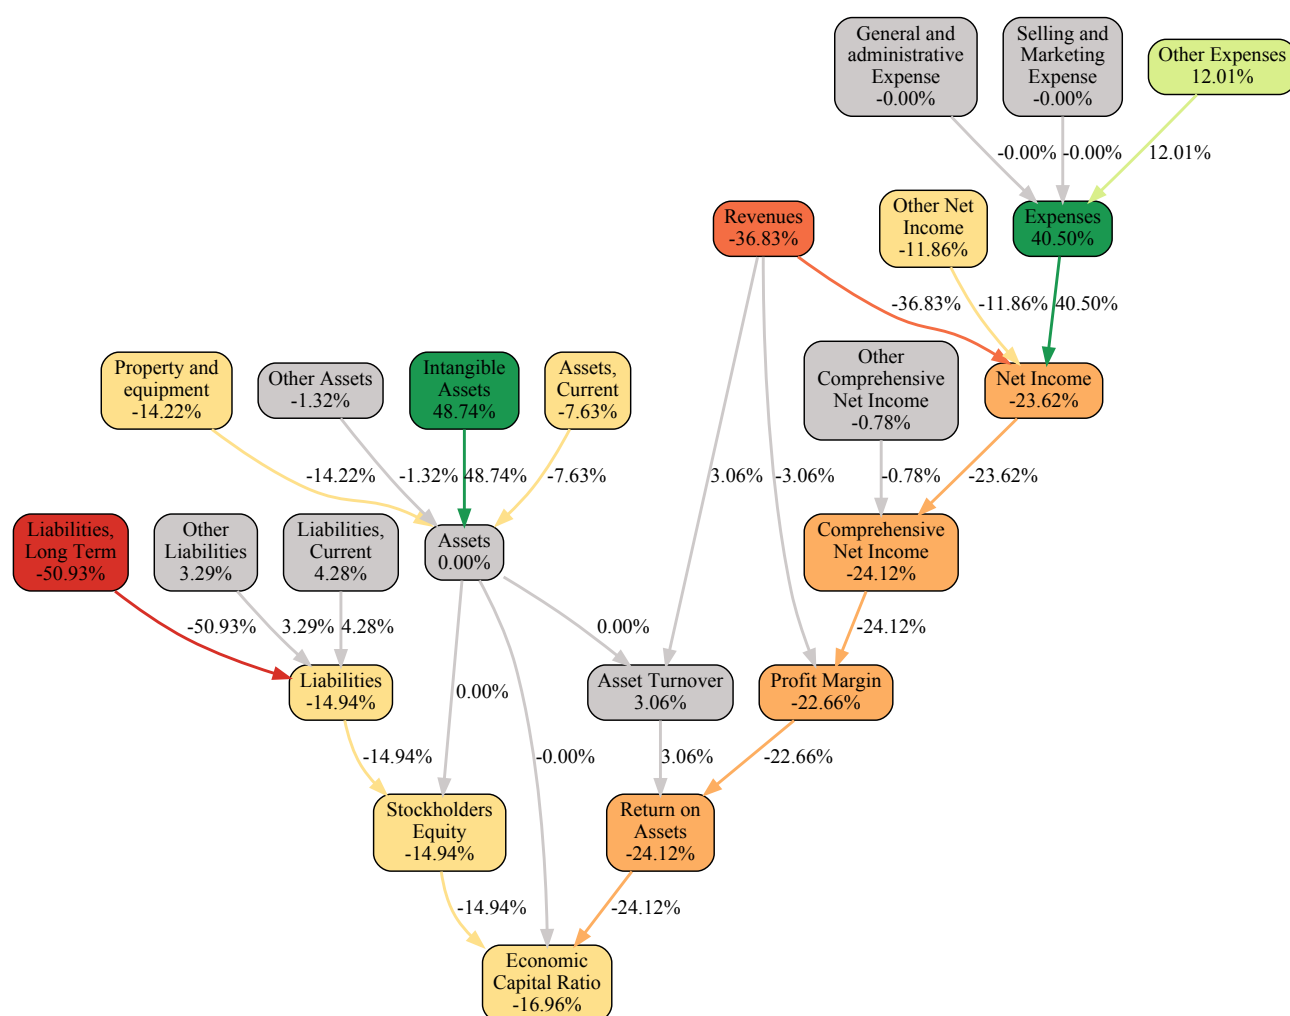 General and
administrative
Expense
-0.00%
Selling and
Marketing
Expense
-0.00%
Other Expenses
12.01%
-0.00%
-0.00%
12.01%
Revenues
-36.83%
Other Net
Income
-11.86%
Expenses
40.50%
-36.83%
-11.86%
40.50%
Property and
equipment
-14.22%
Other Assets
-1.32%
Intangible
Assets
48.74%
Assets,
Current
-7.63%
Other
Comprehensive
Net Income
-0.78%
Net Income
-23.62%
-14.22%
-1.32%
48.74%
-7.63%
3.06%
-3.06%
-0.78%
-23.62%
Liabilities,
Long Term
-50.93%
Other
Liabilities
3.29%
Liabilities,
Current
4.28%
Assets
0.00%
Comprehensive
Net Income
-24.12%
-50.93%
3.29%
4.28%
0.00%
-24.12%
Liabilities
-14.94%
0.00%
Asset Turnover
3.06%
Profit Margin
-22.66%
-14.94%
-0.00%
3.06%
-22.66%
Stockholders
Equity
-14.94%
Return on
Assets
-24.12%
-14.94%
-24.12%
Economic
Capital Ratio
-16.96%